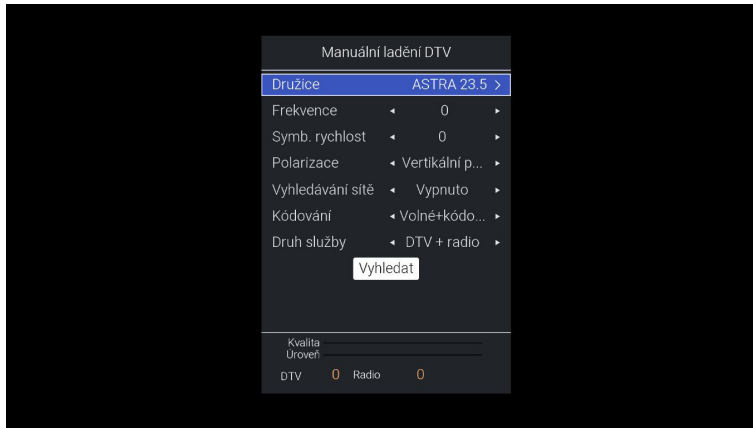 Manuální ladění DTV
Družice ASTRA 23.5 >
Frekvence ◂ 0 ▸
Symb. rychlost ◂ 0 ▸
Polarizace ◂ Vertikální p... ▸
Vyhledávání sítě ◂ Vypnuto ▸
Kódování ◂ Volné+kódo... ▸
Druh služby ◂ DTV + radio ▸
Vyhledat
Kvalita
Úroveň
DTV 0 Radio 0